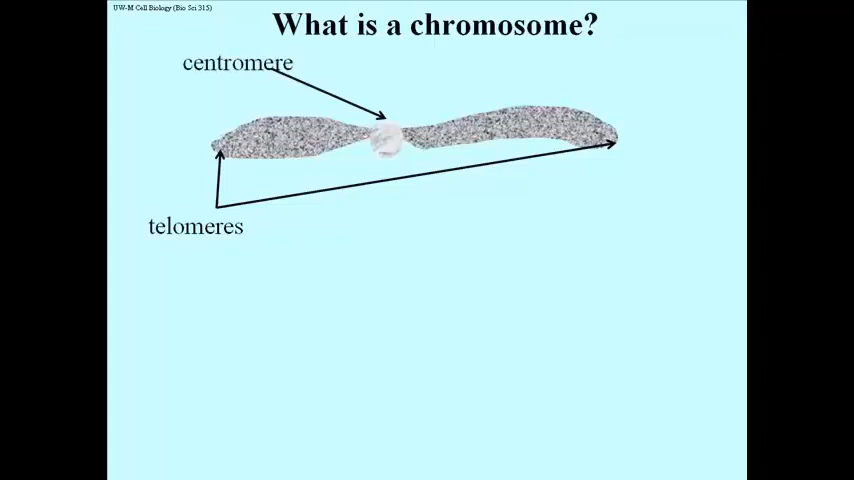 UW-M Cell Biology (Bio Sci 315)
What is a chromosome?
centromere
telomeres